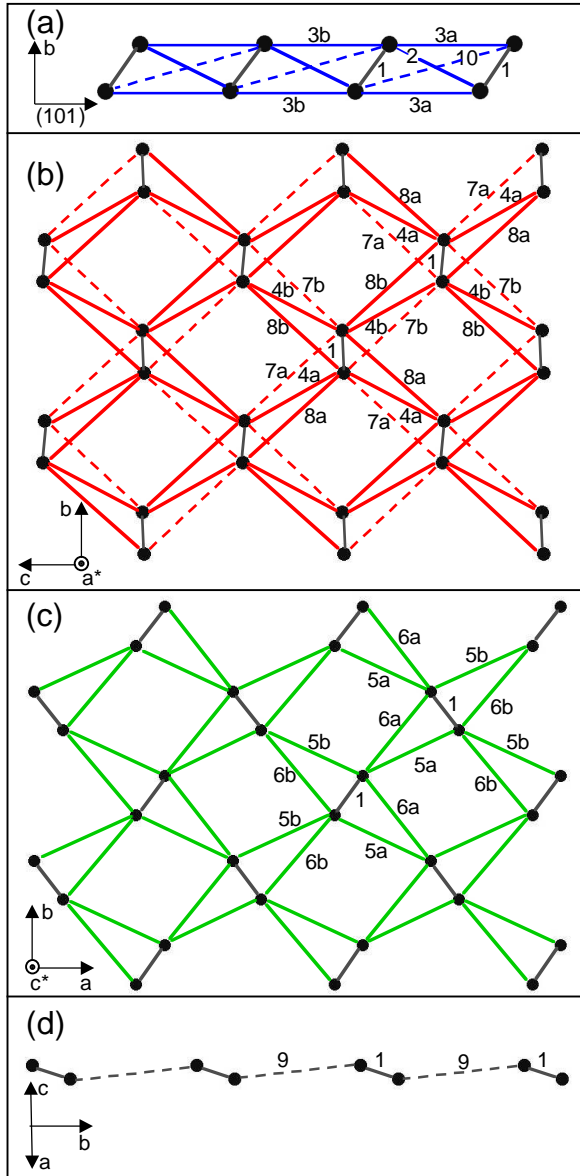 (a)
b
3b 3a
1 2 10 1
(101)
3b 3a
(b)
8a 7a 4a
7a 4a 8a
1
4b 7b 8b 4b 7b
8b 4b 7b 8b
1
7a 4a 8a
8a 7a 4a
b
c a*
(c)
6a 5b
5a 1
6a 6b
5b 5a 5b
6b 1 6a 6b
5b 5a
6b
b
c* a
(d)
9 1 9 1
c
b
a